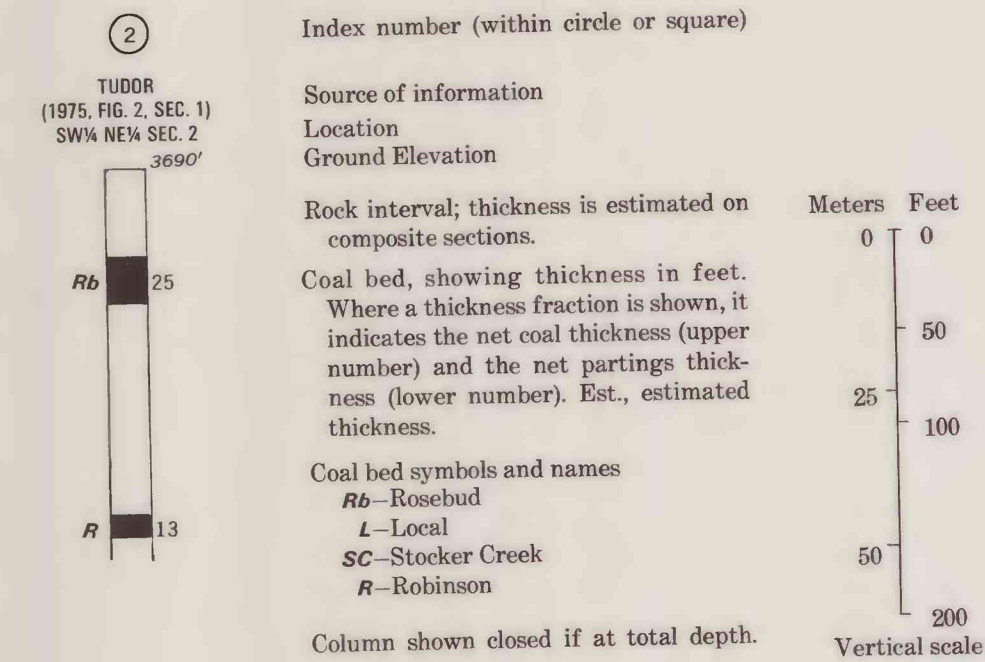 2
TUDOR
(1975, FIG. 2, SEC. 1)
SW¼ NE¼ SEC. 2
3690'
Rb 25
R 13
Index number (within circle or square)
Source of information
Location
Ground Elevation
Rock interval; thickness is estimated on
composite sections.
Coal bed, showing thickness in feet.
Where a thickness fraction is shown, it
indicates the net coal thickness (upper
number) and the net partings thick-
ness (lower number). Est., estimated
thickness.
Coal bed symbols and names
Rb—Rosebud
L—Local
SC—Stocker Creek
R—Robinson
Column shown closed if at total depth.
Meters Feet
0 0
50
25
100
50
200
Vertical scale